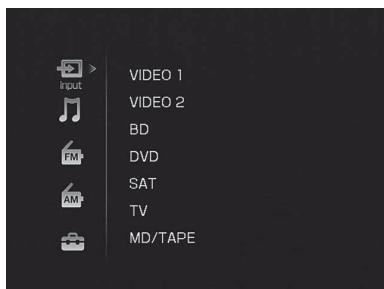 Input
VIDEO 1
VIDEO 2
BD
FM
DVD
SAT
AM
TV
MD/TAPE